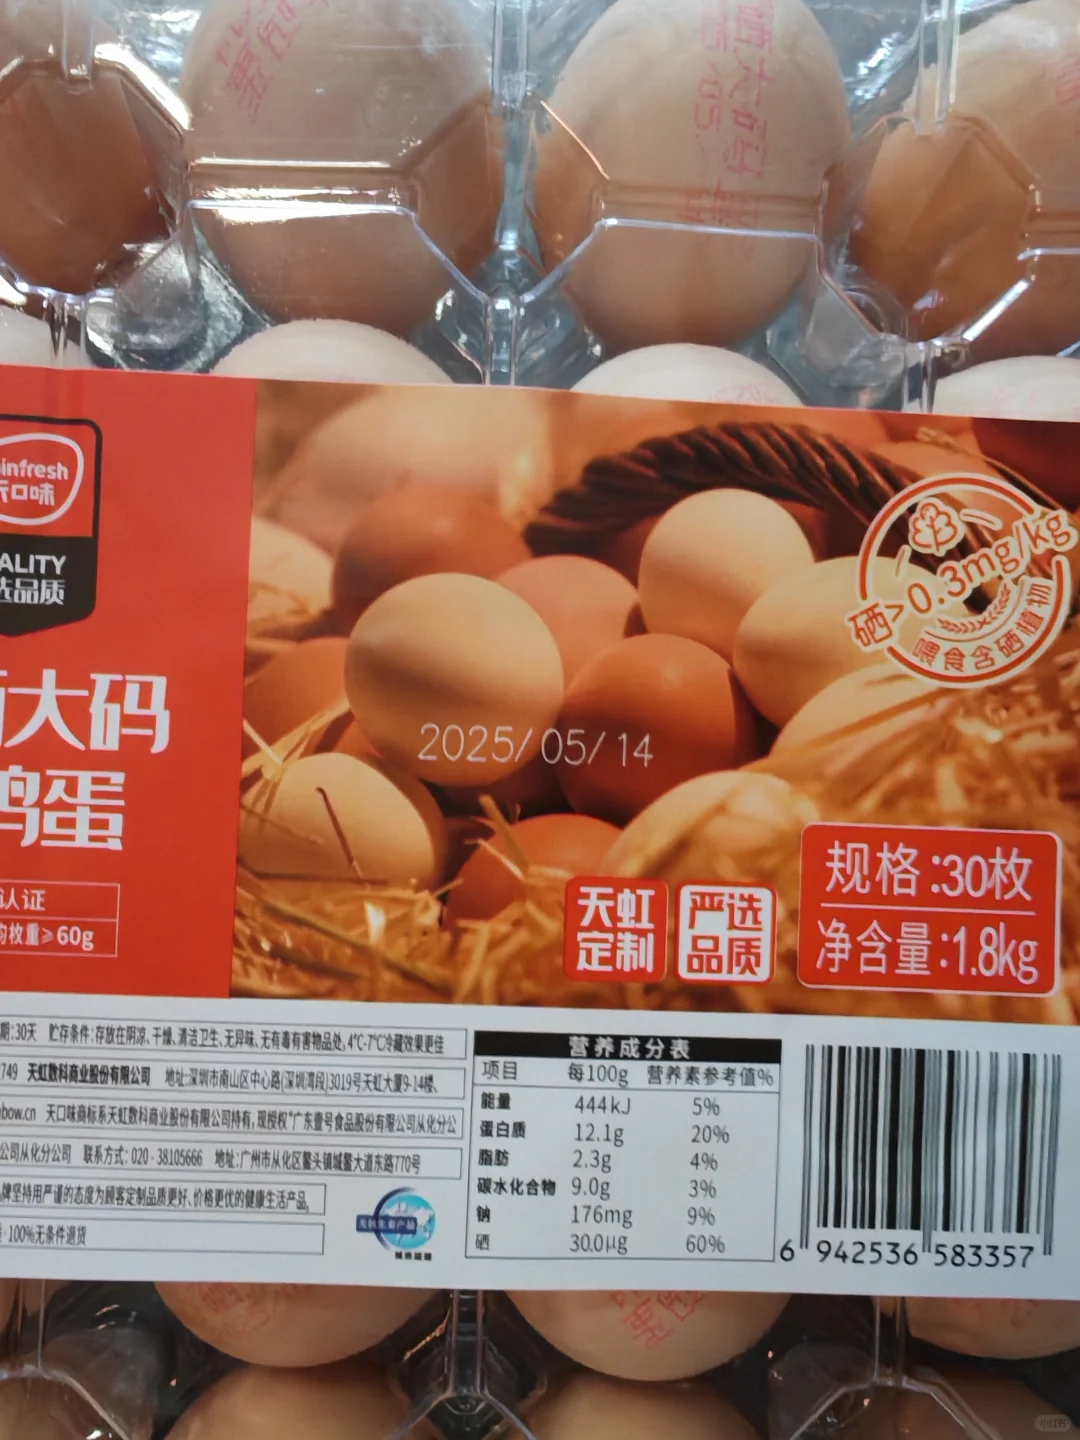 infresh
口味
ALITY
选品质
大码
鸡蛋
认证
枚重≥60g
硒>0.3mg/kg
喂食含硒植物
2025/05/14
天虹
定制
严选
品质
规格:30枚
净含量:1.8kg
期:30天 贮存条件:存放在阴凉、干燥、清洁卫生、无异味、无有毒有害物品处,4℃-7℃冷藏效果更佳
749 天虹数科商业股份有限公司 地址:深圳市南山区中心路(深圳湾段)3019号天虹大厦9-14楼、
bow.cn 天口味商标系天虹数科商业股份有限公司持有,现授权"广东壹号食品股份有限公司从化分公
公司从化分公司 联系方式:020-38105666 地址:广州市从化区鳌头镇城鳌大道东路770号
牌坚持用严谨的态度为顾客定制品质更好、价格更优的健康生活产品,
·100%无条件退货
营养成分表
项目 每100g 营养素参考值%
能量 444kJ 5%
蛋白质 12.1g 20%
脂肪 2.3g 4%
碳水化合物 9.0g 3%
钠 176mg 9%
硒 30.0μg 60%
6 942536 583357
小红书